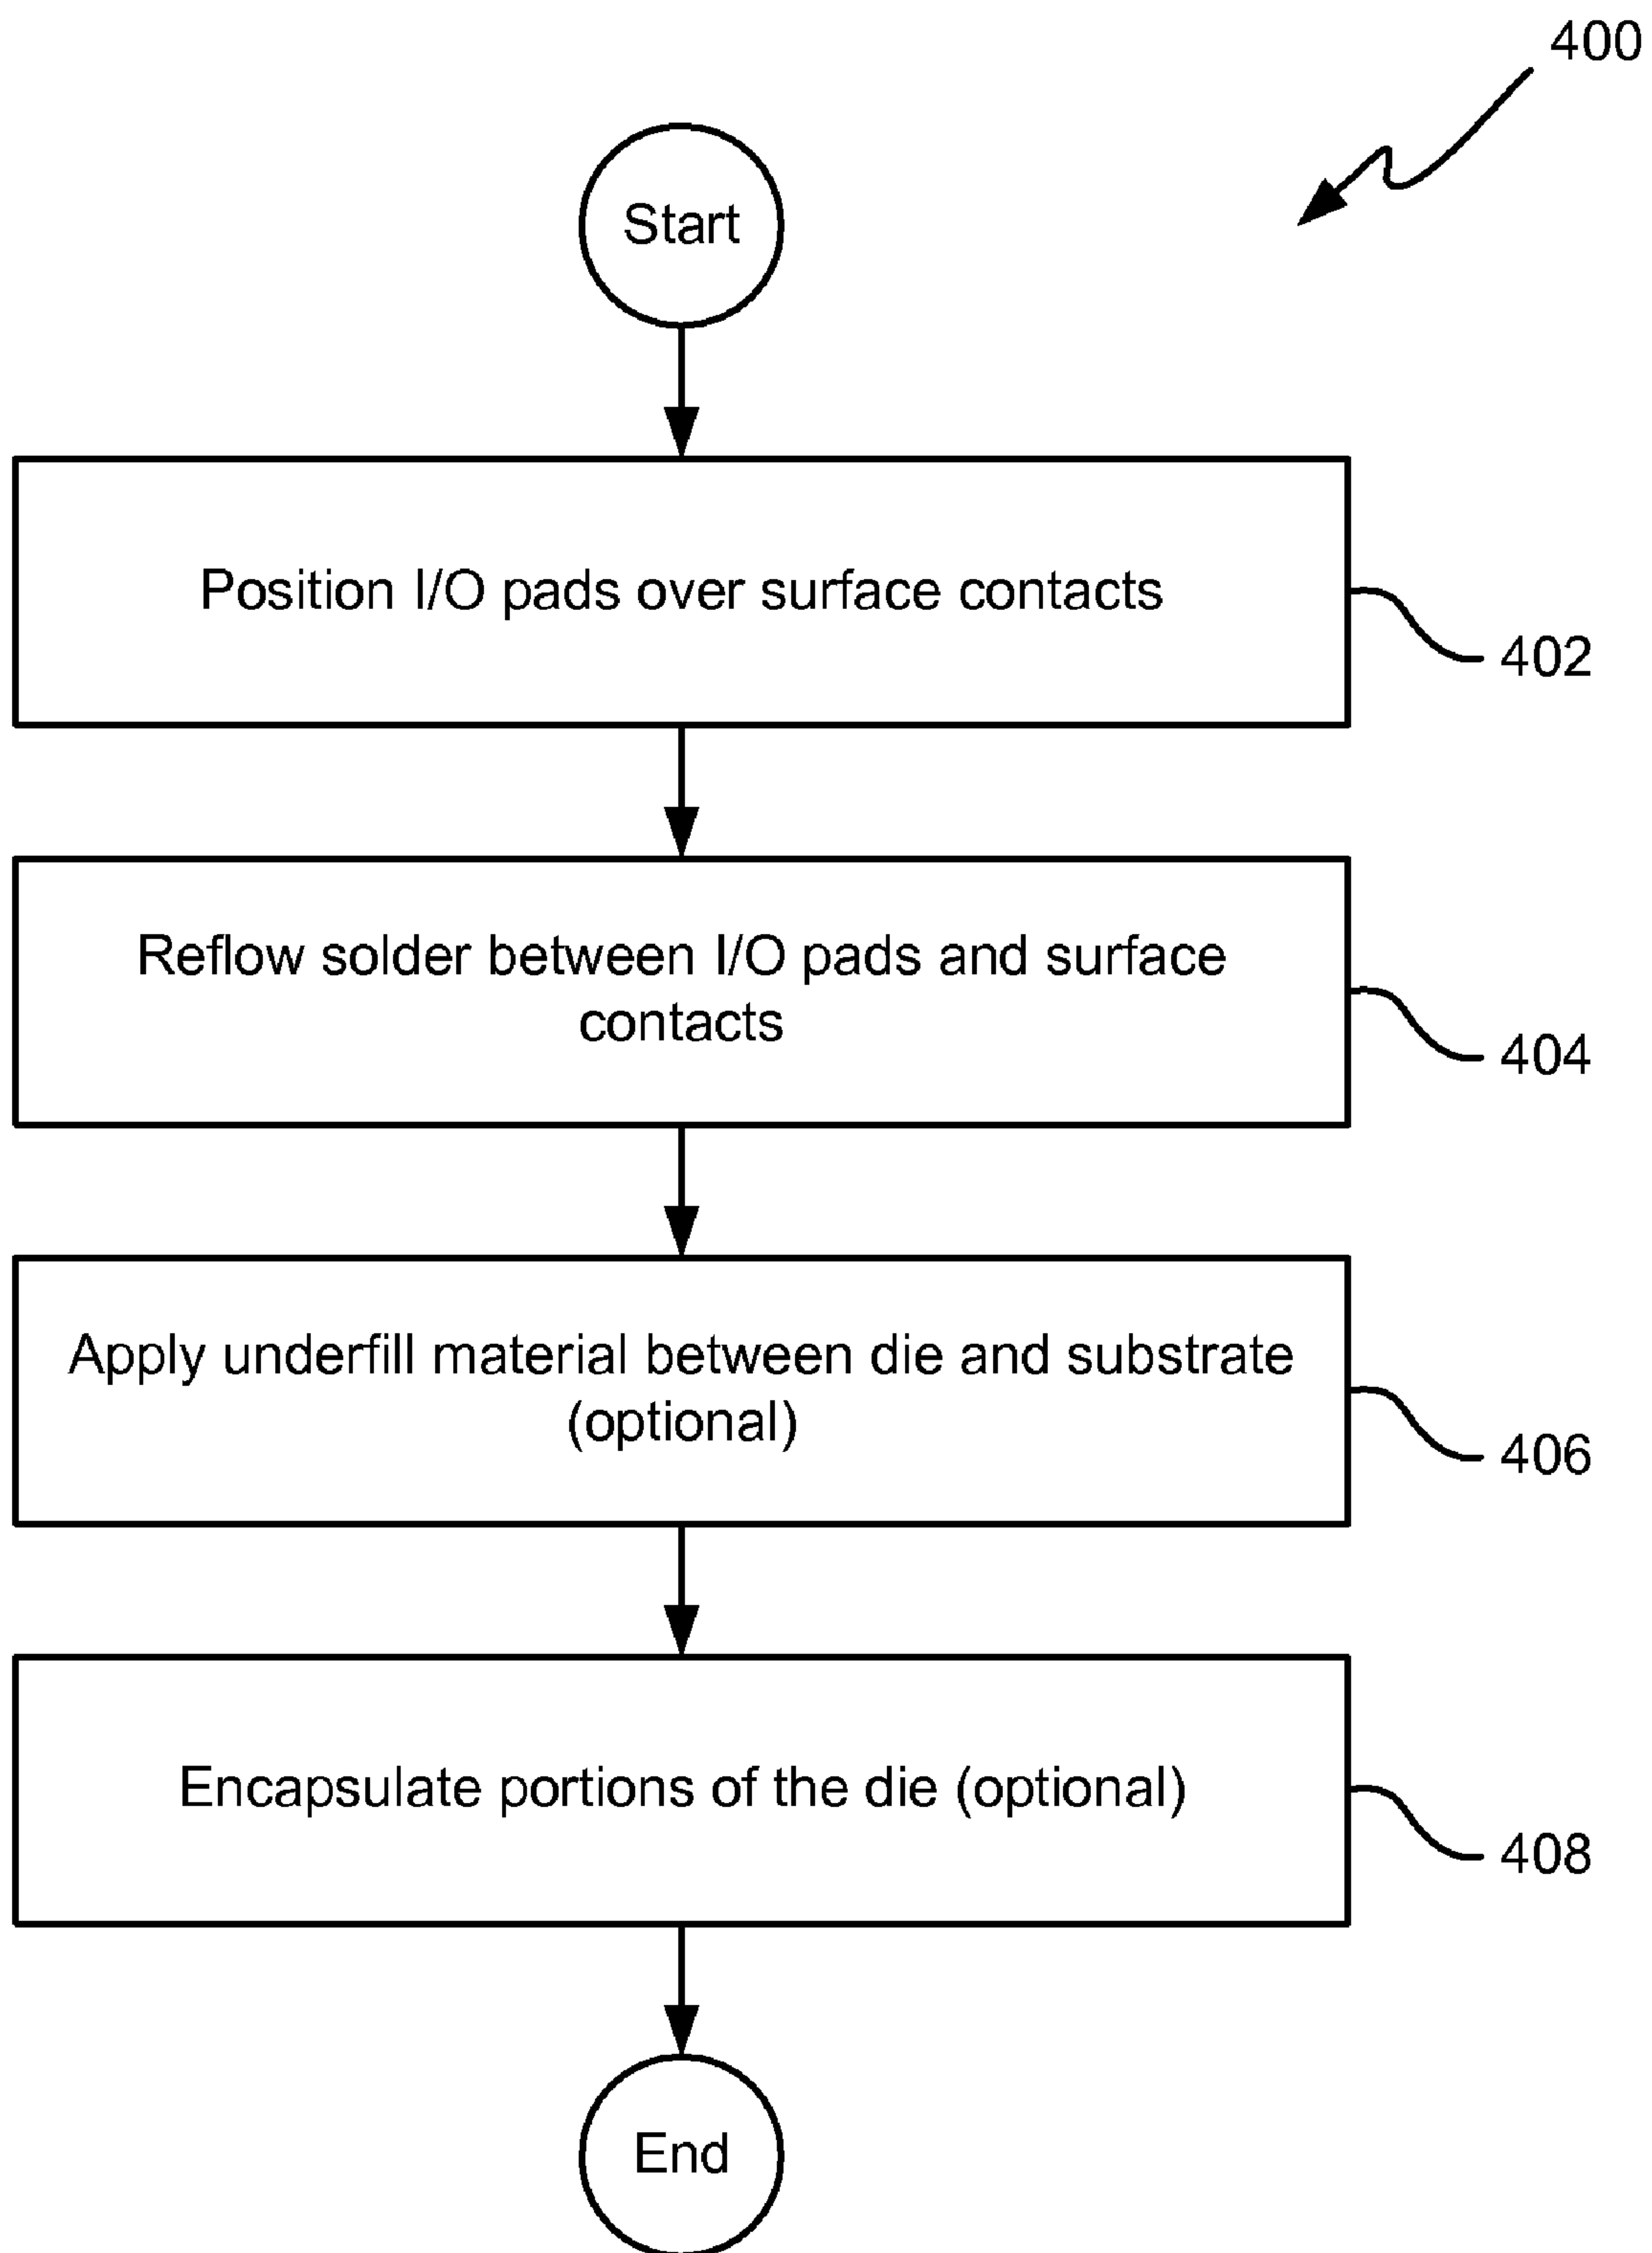 400
Start
Position I/O pads over surface contacts
402
Reflow solder between I/O pads and surface
contacts
404
Apply underfill material between die and substrate
(optional)
406
Encapsulate portions of the die (optional)
408
End